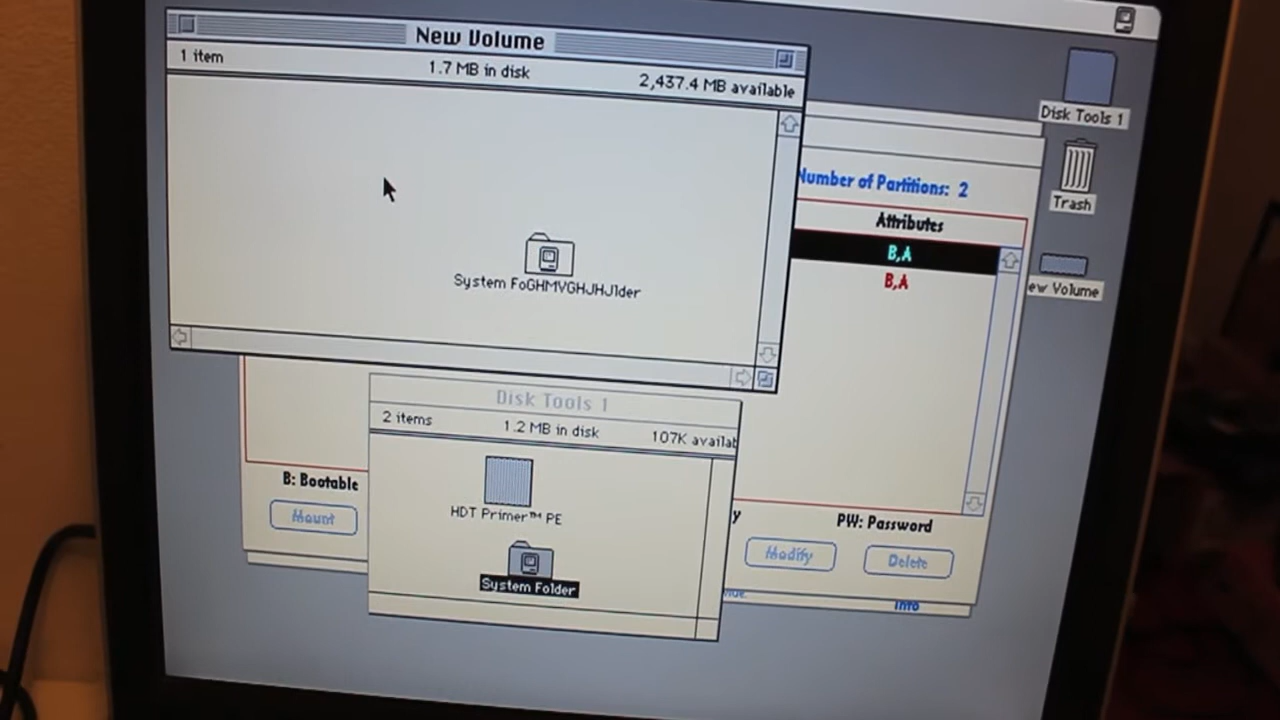 New Volume
1 item
1.7 MB in disk
2,437.4 MB available
System FoGHMVGHJHJlder
Disk Tools 1
Trash
ew Volume
Number of Partitions: 2
Attributes
B,A
B,A
Disk Tools 1
2 items
1.2 MB in disk
107K availab
HDT Primer™ PE
System Folder
B: Bootable
Mount
y
PW: Password
Modify
Delete
Info